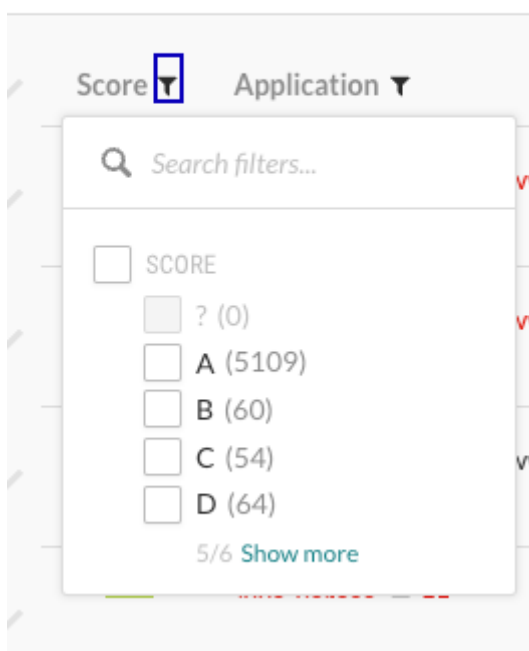 Score Application
Search filters...
SCORE
? (0)
A (5109)
B (60)
C (54)
D (64)
5/6 Show more